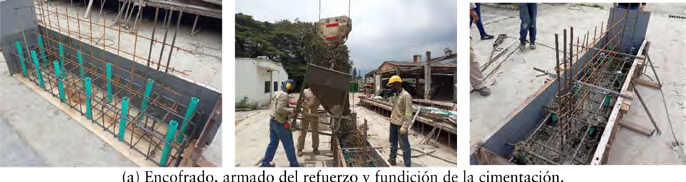 (a) Encofrado, armado del refuerzo y fundición de la cimentación.